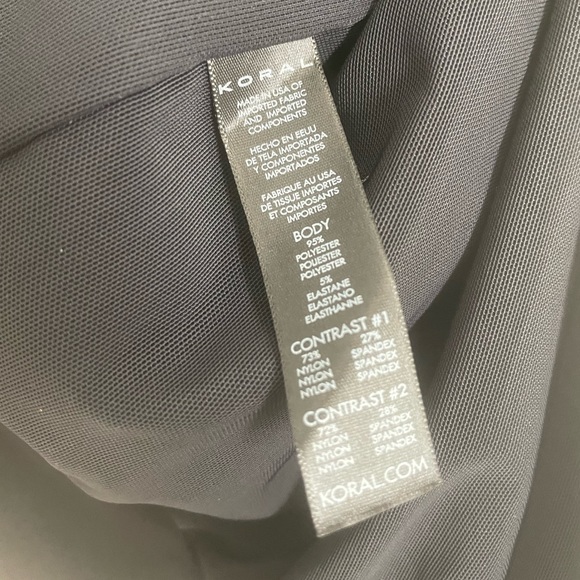 KORAL
MADE IN USA OF
IMPORTED FABRIC
AND IMPORTED
COMPONENTS
HECHO EN EEUU
DE TELA IMPORTADA
Y COMPONENTES
IMPORTADOS
FABRIQUE AU USA
DE TISSUE IMPORTES
ET COMPOSANTS
IMPORTES
BODY
95%
POLYESTER
POLIESTER
POLYESTER
5%
ELASTANE
ELASTANO
ELASTHANNE
CONTRAST #1
73% 27%
NYLON SPANDEX
NYLON SPANDEX
NYLON SPANDEX
CONTRAST #2
72% 28%
NYLON SPANDEX
NYLON SPANDEX
NYLON SPANDEX
KORAL.COM